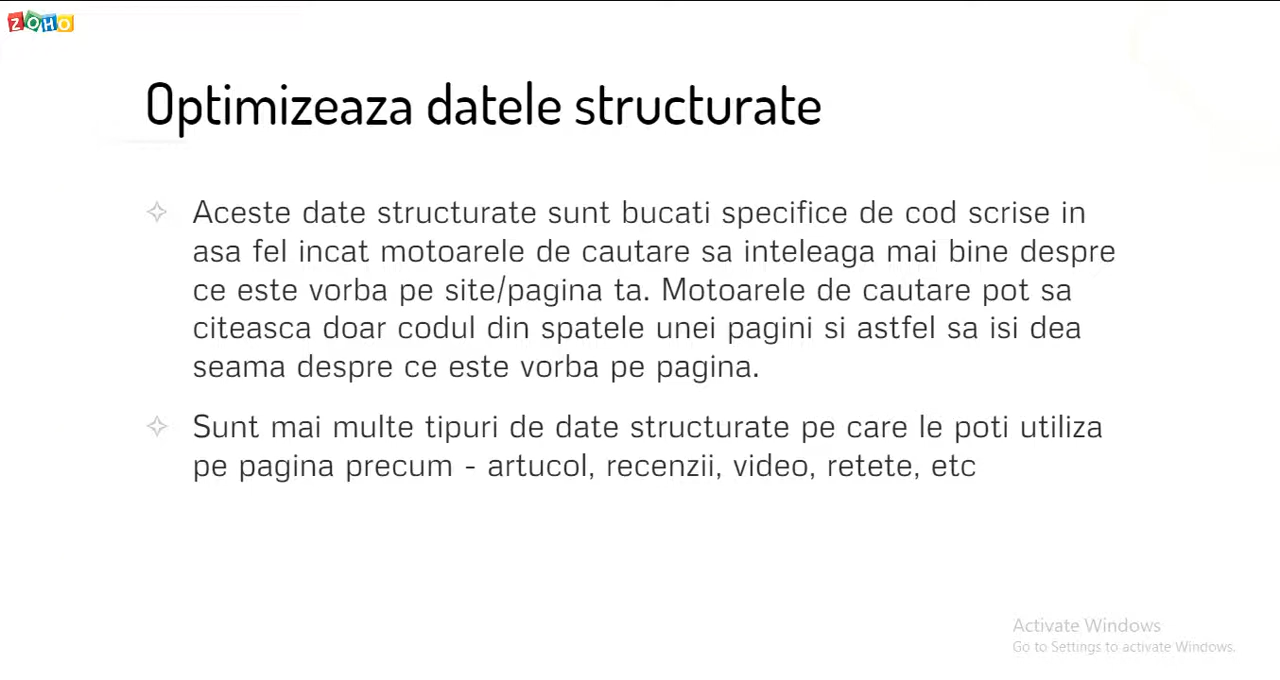 ZOHO
Optimizeaza datele structurate
Aceste date structurate sunt bucati specifice de cod scrise in
asa fel incat motoarele de cautare sa inteleaga mai bine despre
ce este vorba pe site/pagina ta. Motoarele de cautare pot sa
citeasca doar codul din spatele unei pagini si astfel sa isi dea
seama despre ce este vorba pe pagina.
Sunt mai multe tipuri de date structurate pe care le poti utiliza
pe pagina precum - artucol, recenzii, video, retete, etc
Activate Windows
Go to Settings to activate Windows.